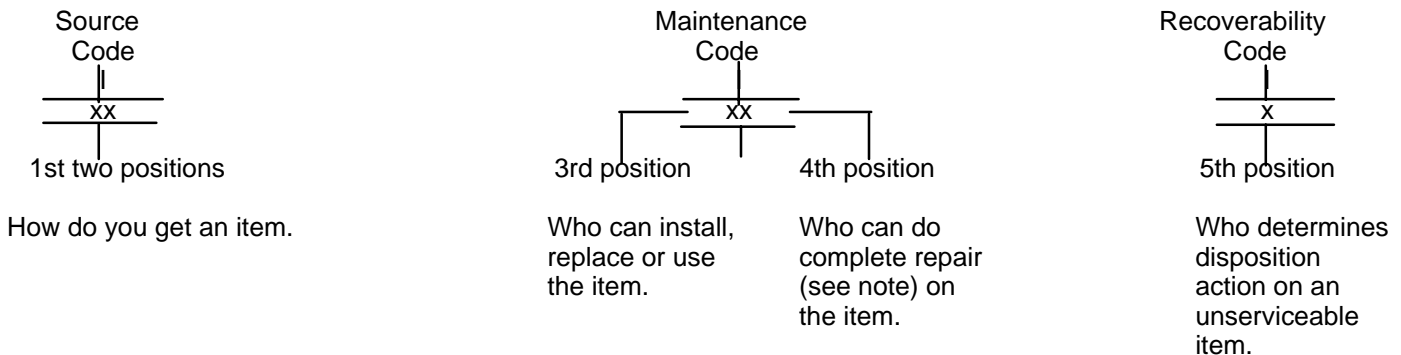 Source
Code
xx
1st two positions
How do you get an item.
Maintenance
Code
xx
3rd position
4th position
Who can install,
replace or use
the item.
Who can do
complete repair
(see note) on
the item.
Recoverability
Code
x
5th position
Who determines
disposition
action on an
unserviceable
item.